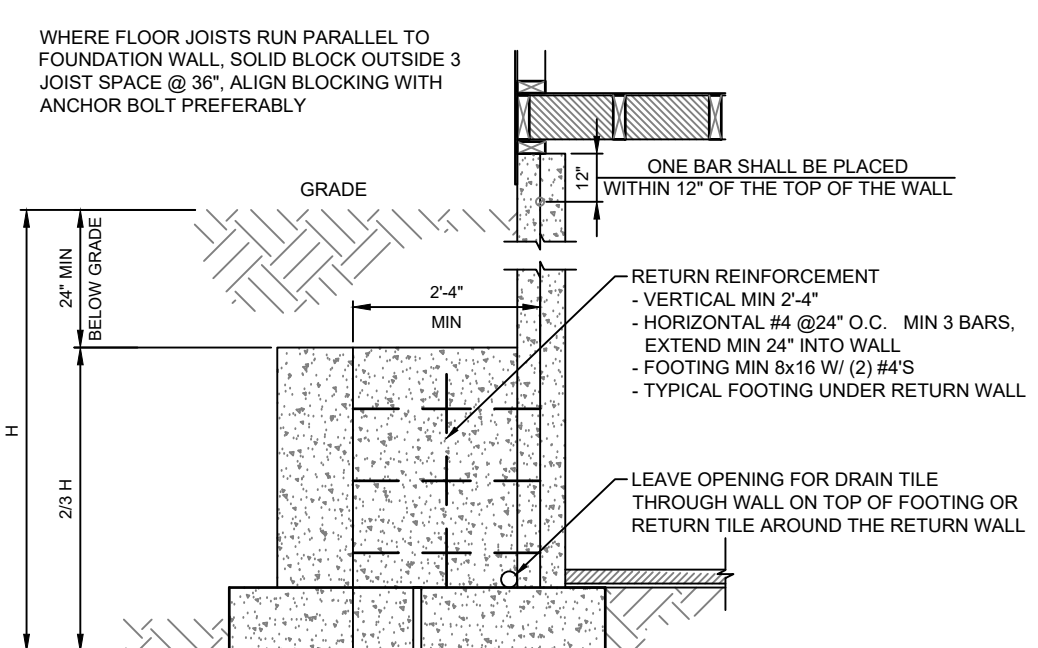 WHERE FLOOR JOISTS RUN PARALLEL TO
FOUNDATION WALL, SOLID BLOCK OUTSIDE 3
JOIST SPACE @ 36", ALIGN BLOCKING WITH
ANCHOR BOLT PREFERABLY
12"
ONE BAR SHALL BE PLACED
WITHIN 12" OF THE TOP OF THE WALL
GRADE
24" MIN
BELOW GRADE
2'-4"
MIN
RETURN REINFORCEMENT
- VERTICAL MIN 2'-4"
- HORIZONTAL #4 @24" O.C. MIN 3 BARS,
EXTEND MIN 24" INTO WALL
- FOOTING MIN 8x16 W/ (2) #4'S
- TYPICAL FOOTING UNDER RETURN WALL
H
2/3 H
LEAVE OPENING FOR DRAIN TILE
THROUGH WALL ON TOP OF FOOTING OR
RETURN TILE AROUND THE RETURN WALL